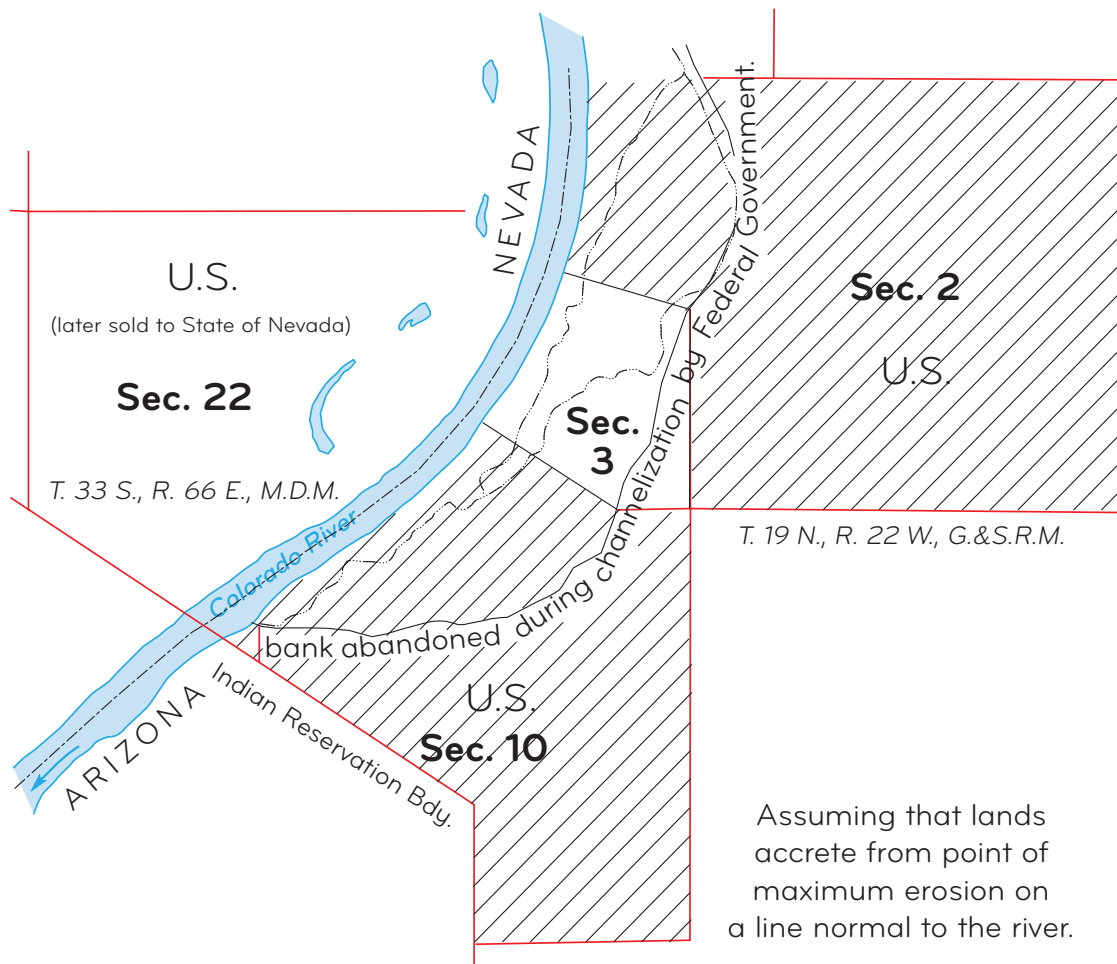 NEVADA
U.S.
(later sold to State of Nevada)
Sec. 22
T. 33 S., R. 66 E., M.D.M.
Colorado River
ARIZONA
Indian Reservation Bdy.
bank abandoned during channelization by Federal Government.
Sec.
3
Sec. 2
U.S.
T. 19 N., R. 22 W., G.&S.R.M.
U.S.
Sec. 10
Assuming that lands
accrete from point of
maximum erosion on
a line normal to the river.